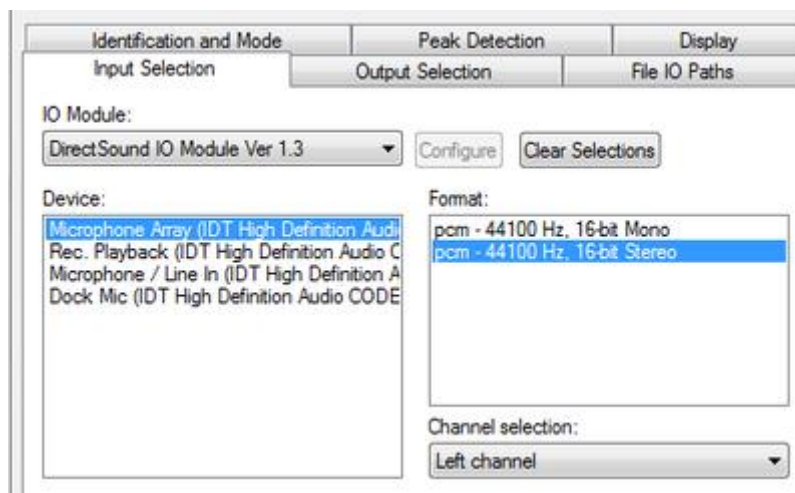 Identification and Mode
Peak Detection
Display
Input Selection
Output Selection
File IO Paths
IO Module:
DirectSound IO Module Ver 1.3
Configure
Clear Selections
Device:
Microphone Array (IDT High Definition Audi
Rec. Playback (IDT High Definition Audio C
Microphone / Line In (IDT High Definition A
Dock Mic (IDT High Definition Audio CODE
Format:
pcm - 44100 Hz, 16-bit Mono
pcm - 44100 Hz, 16-bit Stereo
Channel selection:
Left channel